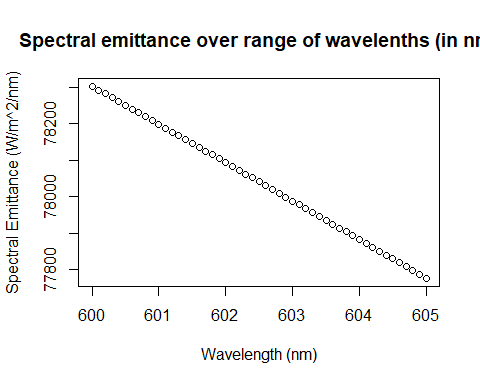 Spectral emittance over range of wavelenths (in nr
Spectral Emittance (W/m^2/nm)
78200
78000
77800
600 601 602 603 604 605
Wavelength (nm)